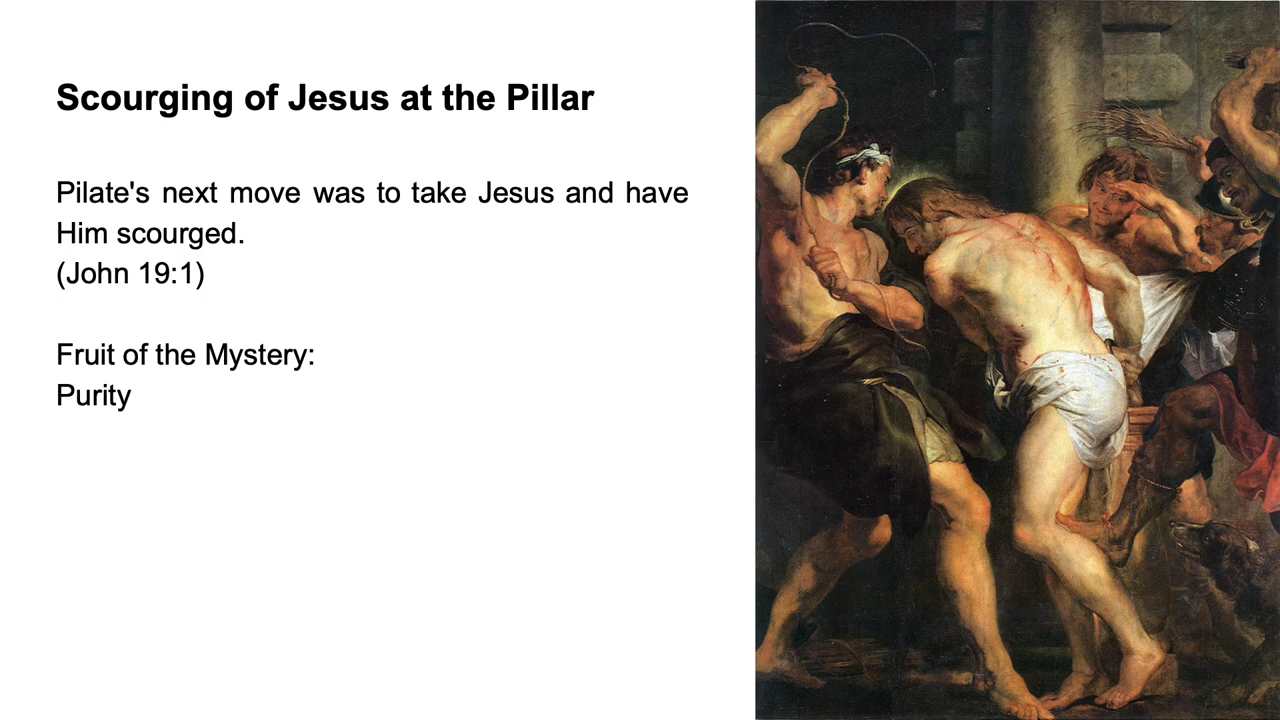 Scourging of Jesus at the Pillar
Pilate's next move was to take Jesus and have
Him scourged.
(John 19:1)
Fruit of the Mystery:
Purity